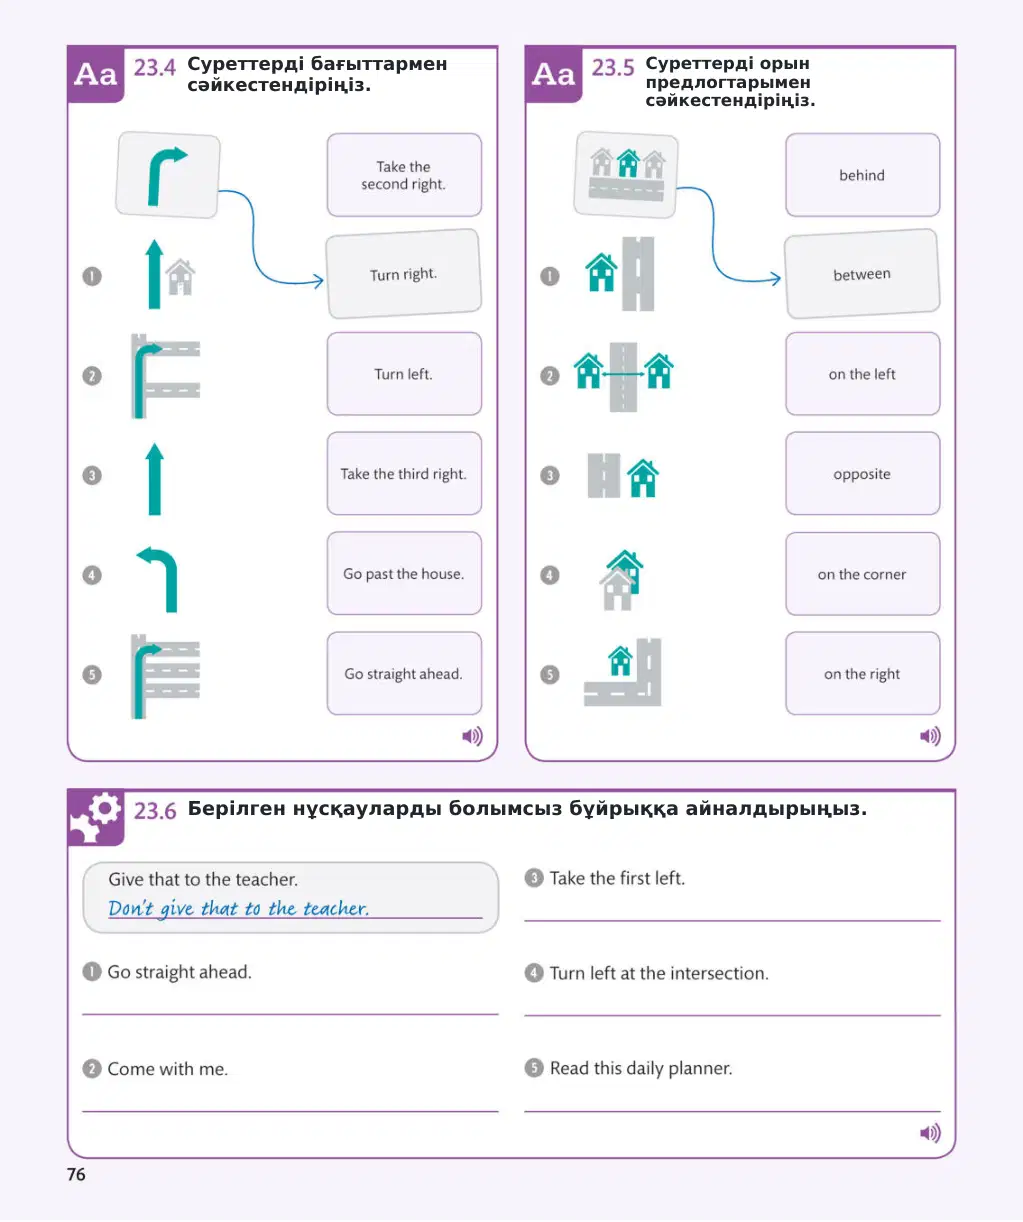 Aa 23.4 Суреттерді бағыттармен
сәйкестендіріңіз.
Take the
second right.
Turn right.
1
2
Turn left.
3
Take the third right.
4
Go past the house.
5
Go straight ahead.
Aa 23.5 Суреттерді орын
предлогтарымен
сәйкестендіріңіз.
behind
1
between
2
on the left
3
opposite
4
on the corner
5
on the right
23.6 Берілген нұсқауларды болымсыз бұйрыққа айналдырыңыз.
Give that to the teacher.
Don't give that to the teacher.
1 Go straight ahead.
2 Come with me.
3 Take the first left.
4 Turn left at the intersection.
5 Read this daily planner.
76